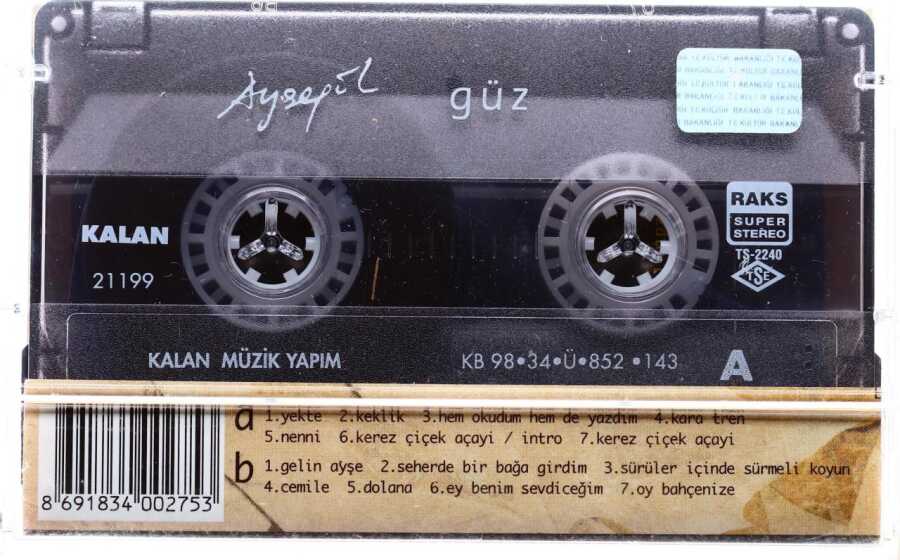 Ayşegül güz
T.C. KÜLTÜR BAKANLIĞI
KALAN
21199
RAKS
SUPER
STEREO
TS-2240
TSE
KALAN MÜZİK YAPIM KB 98•34•Ü•852 •143 A
a 1.yekte 2.keklik 3.hem okudum hem de yazdım 4.kara tren
5.nenni 6.kerez çiçek açayi / intro 7.kerez çiçek açayi
b 1.gelin ayşe 2.seherde bir bağa girdim 3.sürüler içinde sürmeli koyun
4.cemile 5.dolana 6.ey benim sevdiceğim 7.oy bahçenize
8 691834 002753